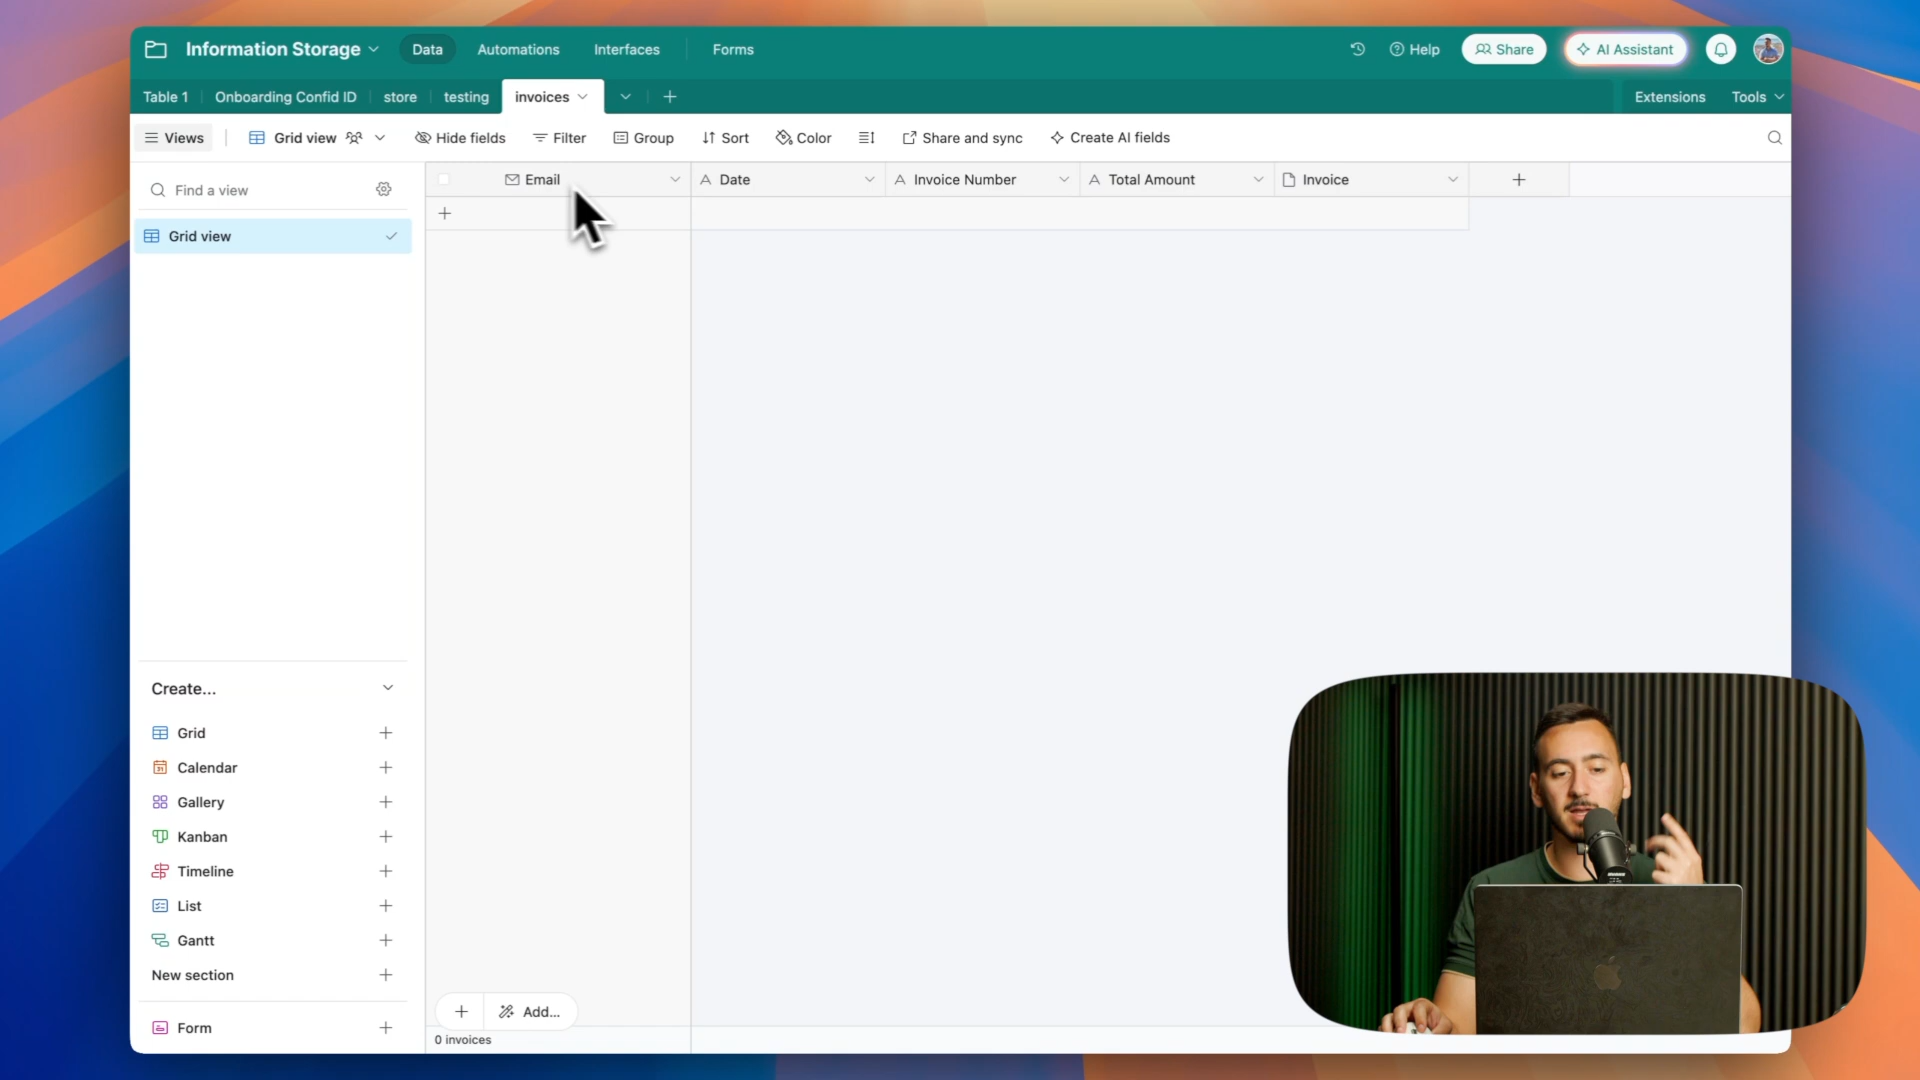 Information Storage
Data
Automations
Interfaces
Forms
Help
Share
AI Assistant
Table 1
Onboarding Confid ID
store
testing
invoices
Extensions
Tools
Views
Grid view
Hide fields
Filter
Group
Sort
Color
Share and sync
Create AI fields
Find a view
Email
Date
Invoice Number
Total Amount
Invoice
Grid view
Create...
Grid
Calendar
Gallery
Kanban
Timeline
List
Gantt
New section
Form
Add...
0 invoices